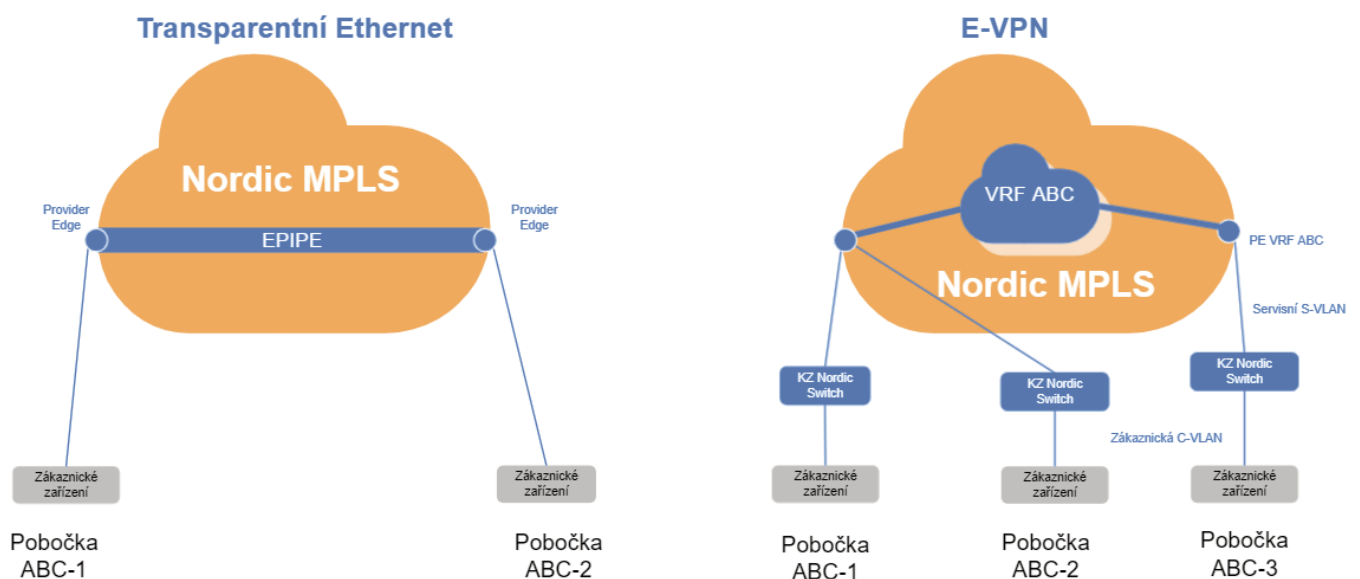 Transparentní Ethernet
Nordic MPLS
Provider
Edge
Provider
Edge
EPIPE
Zákaznické
zařízení
Zákaznické
zařízení
Pobočka
ABC-1
Pobočka
ABC-2
E-VPN
VRF ABC
PE VRF ABC
Nordic MPLS
Servisní S-VLAN
KZ Nordic
Switch
KZ Nordic
Switch
KZ Nordic
Switch
Zákaznická C-VLAN
Zákaznické
zařízení
Zákaznické
zařízení
Zákaznické
zařízení
Pobočka
ABC-1
Pobočka
ABC-2
Pobočka
ABC-3